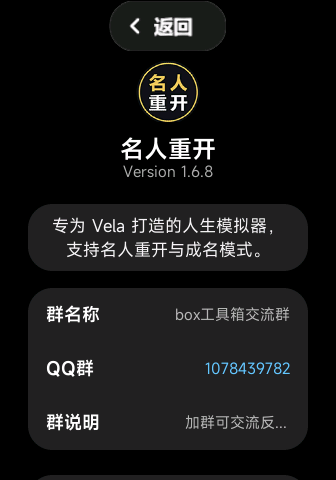 返回
名人
重开
名人重开
Version 1.6.8
专为 Vela 打造的人生模拟器，
支持名人重开与成名模式。
群名称 box工具箱交流群
QQ群 1078439782
群说明 加群可交流反...